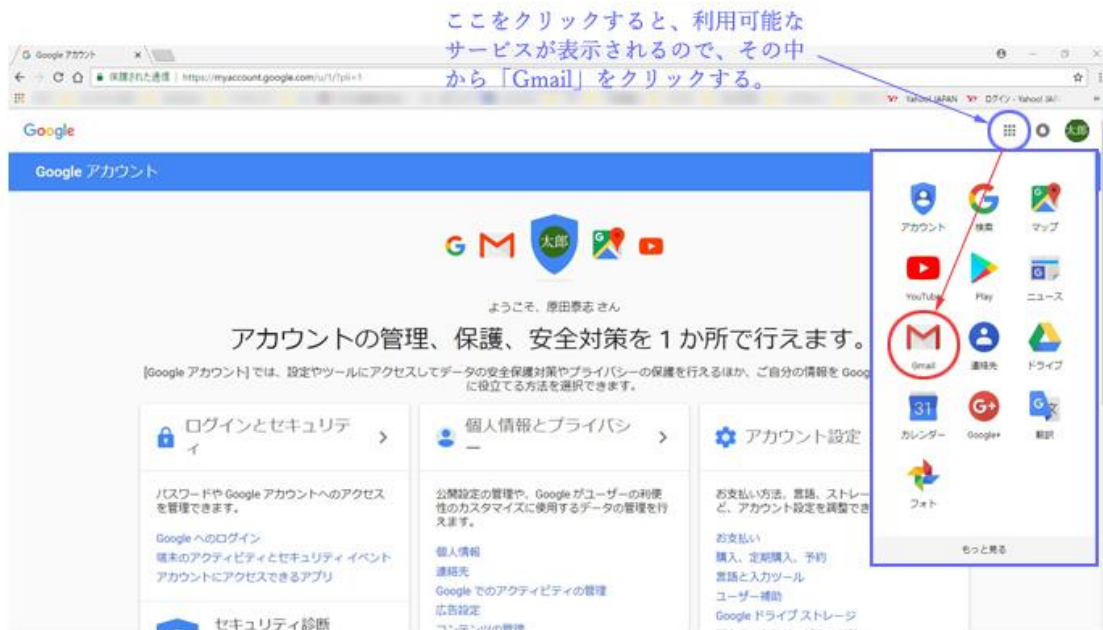 ここをクリックすると、利用可能な
サービスが表示されるので、その中
から「Gmail」をクリックする。
Google アカウント
保護された通信 | https://myaccount.google.com/u/1/?pli=1
Yahoo! JAPAN
ログイン - Yahoo! JA
Google
太郎
Google アカウント
太郎
ようこそ、原田泰志 さん
アカウントの管理、保護、安全対策を 1 か所で行えます。
[Google アカウント] では、設定やツールにアクセスしてデータの安全保護対策やプライバシーの保護を行えるほか、ご自分の情報を Goog
に役立てる方法を選択できます。
ログインとセキュリテ
ィ
パスワードや Google アカウントへのアクセス
を管理できます。
Google へのログイン
端末のアクティビティとセキュリティ イベント
アカウントにアクセスできるアプリ
セキュリティ診断
個人情報とプライバシ
ー
公開設定の管理や、Google がユーザーの利便
性のカスタマイズに使用するデータの管理を行
えます。
個人情報
連絡先
Google でのアクティビティの管理
広告設定
コンテンツの管理
アカウント設定
お支払い方法、言語、ストレー
ど、アカウント設定を調整でき
お支払い
購入、定期購入、予約
言語と入力ツール
ユーザー補助
Google ドライブ ストレージ
アカウント
検索
マップ
YouTube
Play
ニュース
Gmail
連絡先
ドライブ
31
カレンダー
Google+
翻訳
フォト
もっと見る